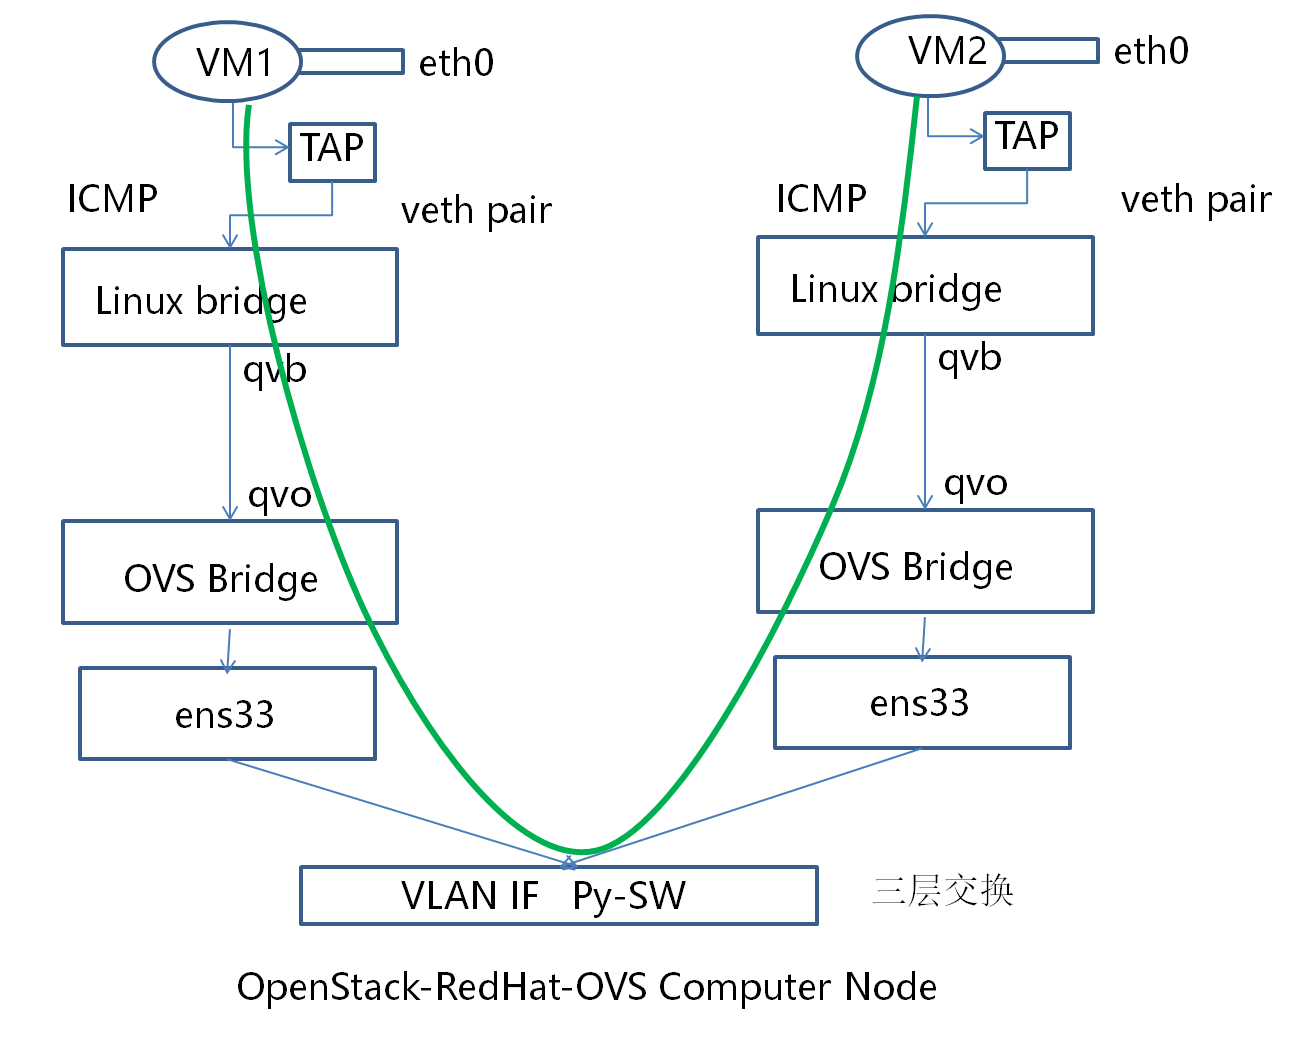 VM1
eth0
VM2
eth0
TAP
TAP
ICMP
veth pair
ICMP
veth pair
Linux bridge
Linux bridge
qvb
qvb
qvo
qvo
OVS Bridge
OVS Bridge
ens33
ens33
VLAN IF Py-SW
三层交换
OpenStack-RedHat-OVS Computer Node